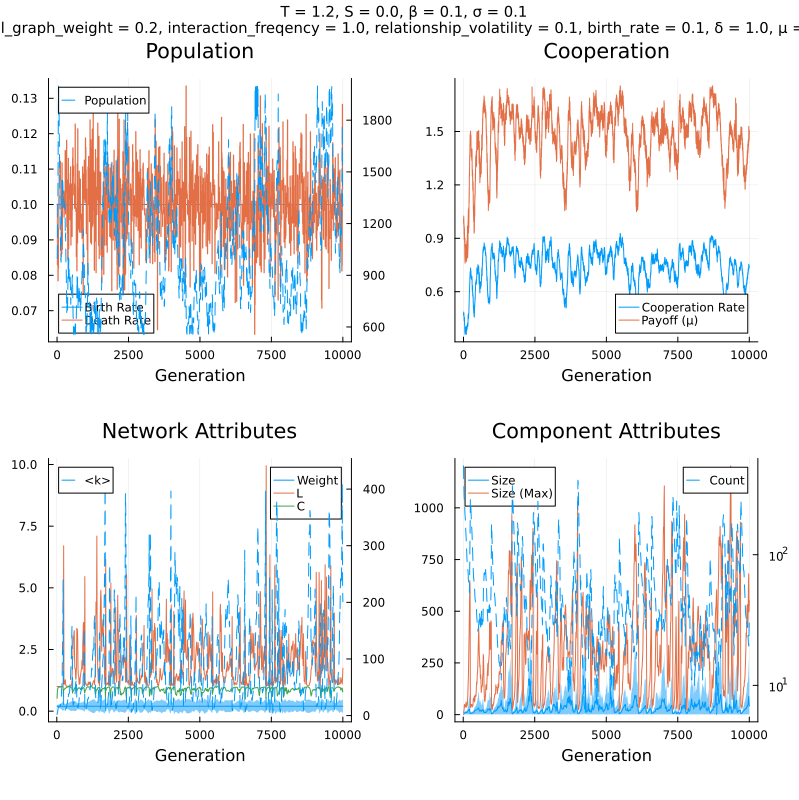 T = 1.2, S = 0.0, β = 0.1, σ = 0.1
l_graph_weight = 0.2, interaction_freqency = 1.0, relationship_volatility = 0.1, birth_rate = 0.1, δ = 1.0, μ =
Population
Cooperation
0.13
0.12
0.11
0.10
0.09
0.08
0.07
1800
1500
1200
900
600
Population
Birth Rate
Death Rate
0
2500
5000
7500
10000
Generation
1.5
1.2
0.9
0.6
Cooperation Rate
Payoff (μ)
0
2500
5000
7500
10000
Generation
Network Attributes
Component Attributes
10.0
7.5
5.0
2.5
0.0
400
300
200
100
0
<k>
Weight
L
C
0
2500
5000
7500
10000
Generation
1000
750
500
250
0
10²
10¹
Size
Size (Max)
Count
0
2500
5000
7500
10000
Generation